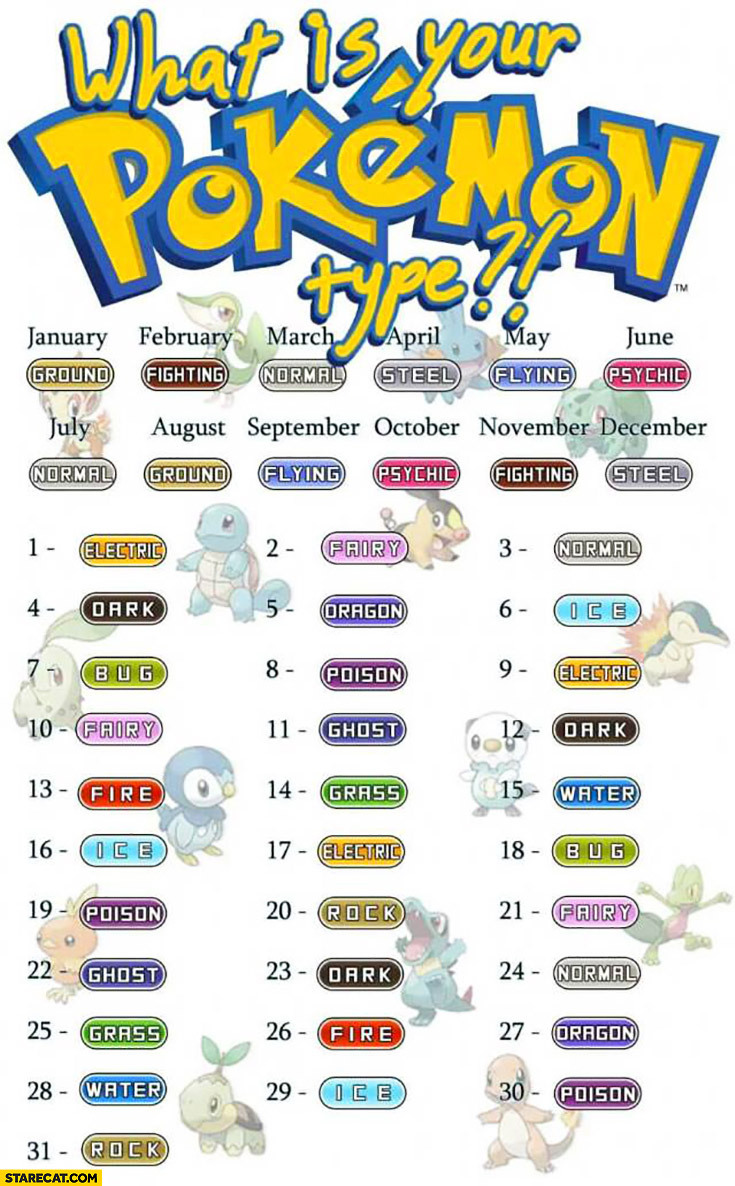 What is your
POKéMON
type?!
TM
January February March April May June
GROUND FIGHTING NORMAL STEEL FLYING PSYCHIC
July August September October November December
NORMAL GROUND FLYING PSYCHIC FIGHTING STEEL
1 - ELECTRIC 2 - FAIRY 3 - NORMAL
4 - DARK 5 - DRAGON 6 - ICE
7 - BUG 8 - POISON 9 - ELECTRIC
10 - FAIRY 11 - GHOST 12 - DARK
13 - FIRE 14 - GRASS 15 - WATER
16 - ICE 17 - ELECTRIC 18 - BUG
19 - POISON 20 - ROCK 21 - FAIRY
22 - GHOST 23 - DARK 24 - NORMAL
25 - GRASS 26 - FIRE 27 - DRAGON
28 - WATER 29 - ICE 30 - POISON
31 - ROCK
STARECAT.COM